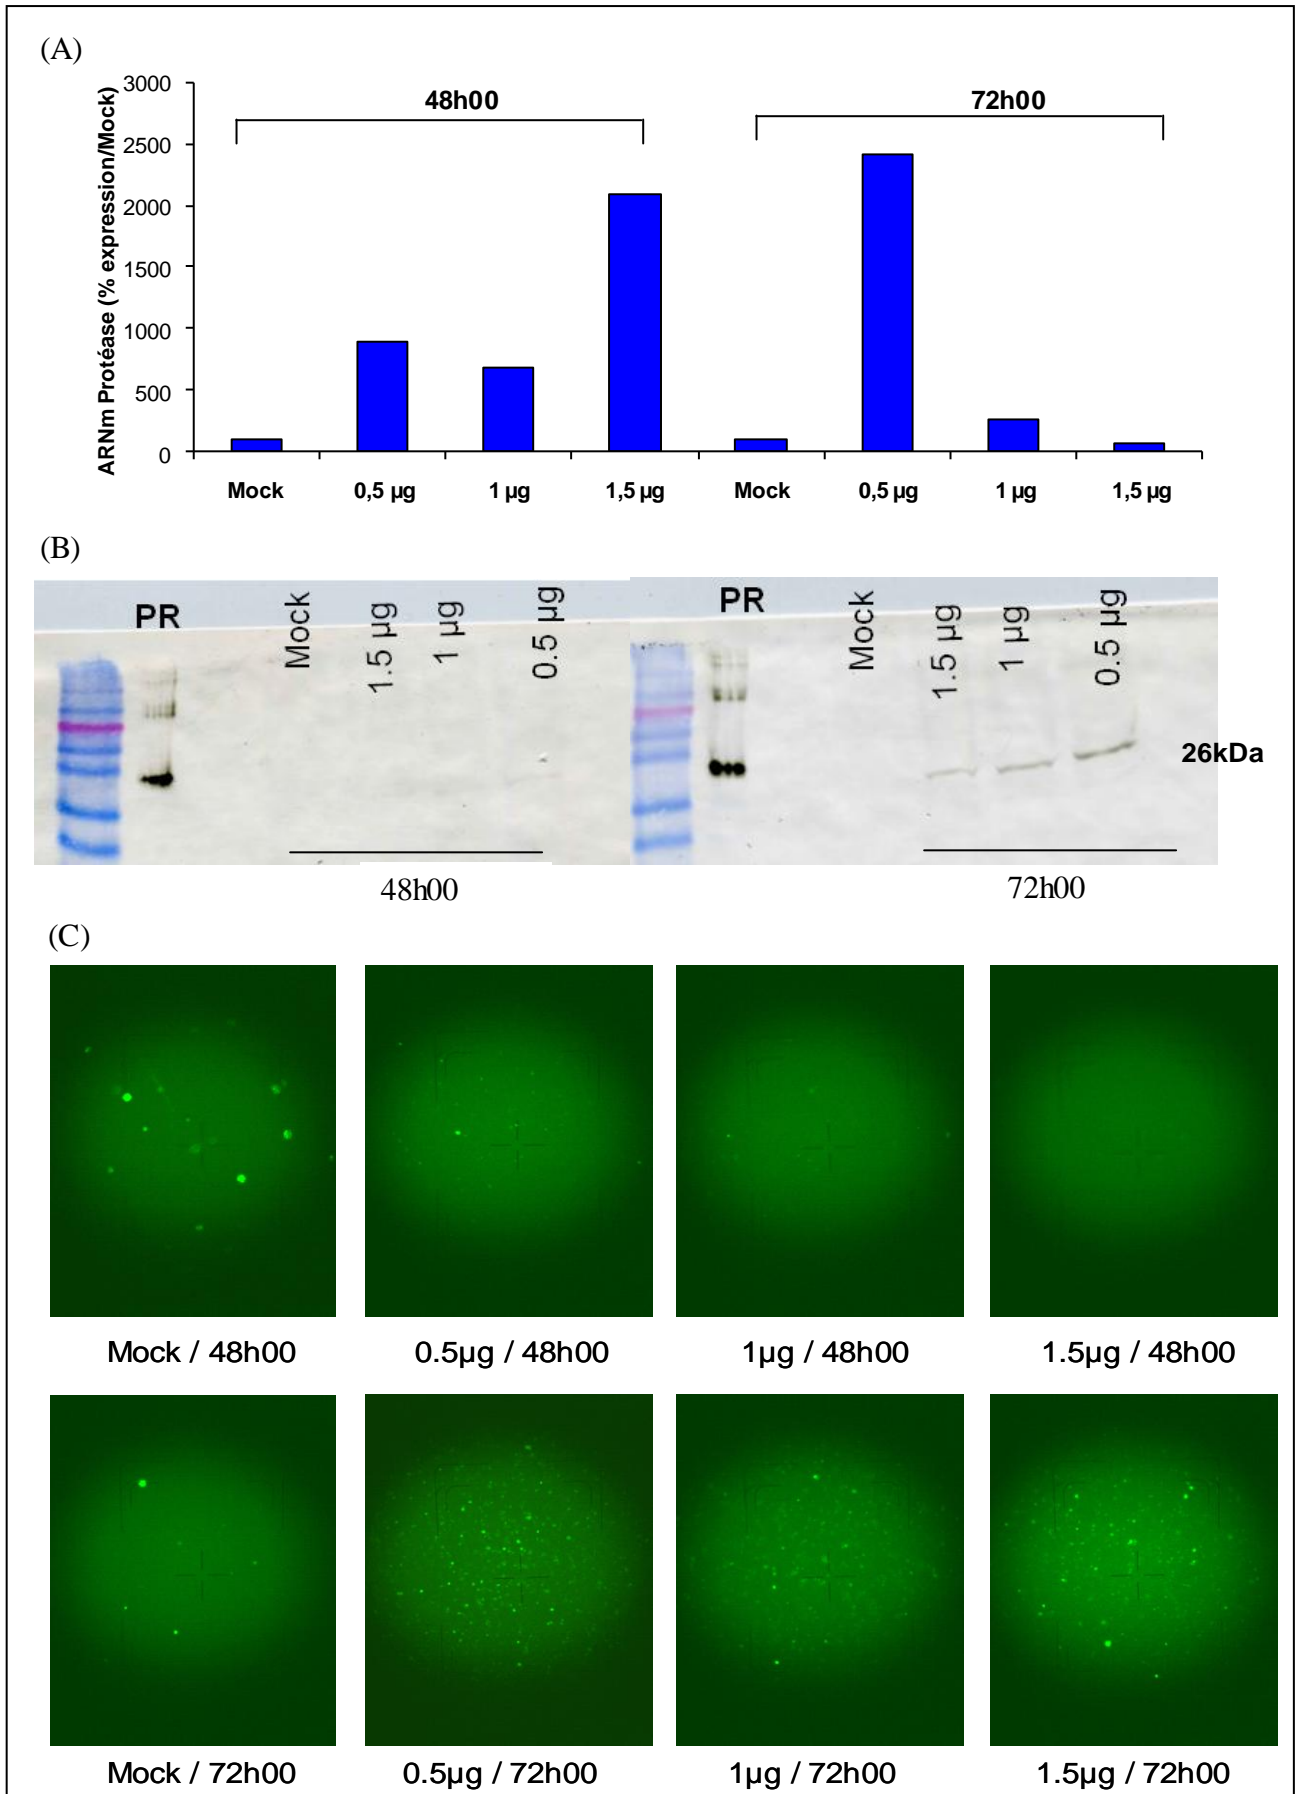 (A)
3000
2500
2000
1500
1000
500
0
ARNm Protéase (% expression/Mock)
48h00
72h00
Mock 0,5 µg 1 µg 1,5 µg Mock 0,5 µg 1 µg 1,5 µg
(B)
PR Mock 1.5 µg 1 µg 0.5 µg PR Mock 1.5 µg 1 µg 0.5 µg
26kDa
48h00 72h00
(C)
Mock / 48h00 0.5µg / 48h00 1µg / 48h00 1.5µg / 48h00
Mock / 72h00 0.5µg / 72h00 1µg / 72h00 1.5µg / 72h00